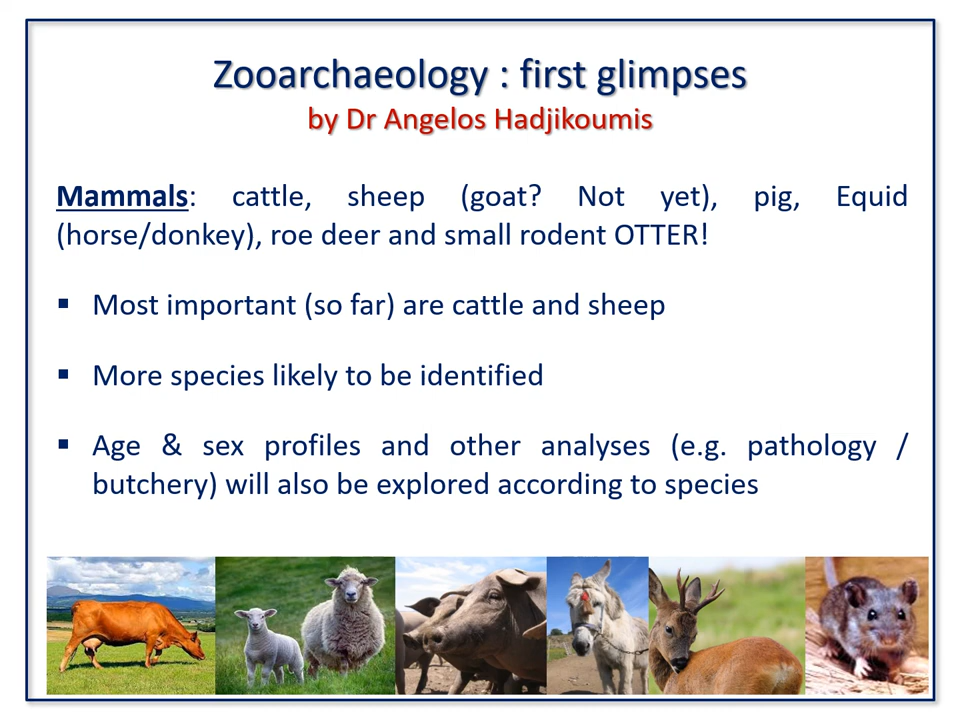 Zooarchaeology : first glimpses
by Dr Angelos Hadjikoumis
Mammals: cattle, sheep (goat? Not yet), pig, Equid
(horse/donkey), roe deer and small rodent OTTER!
▪ Most important (so far) are cattle and sheep
▪ More species likely to be identified
▪ Age & sex profiles and other analyses (e.g. pathology /
butchery) will also be explored according to species